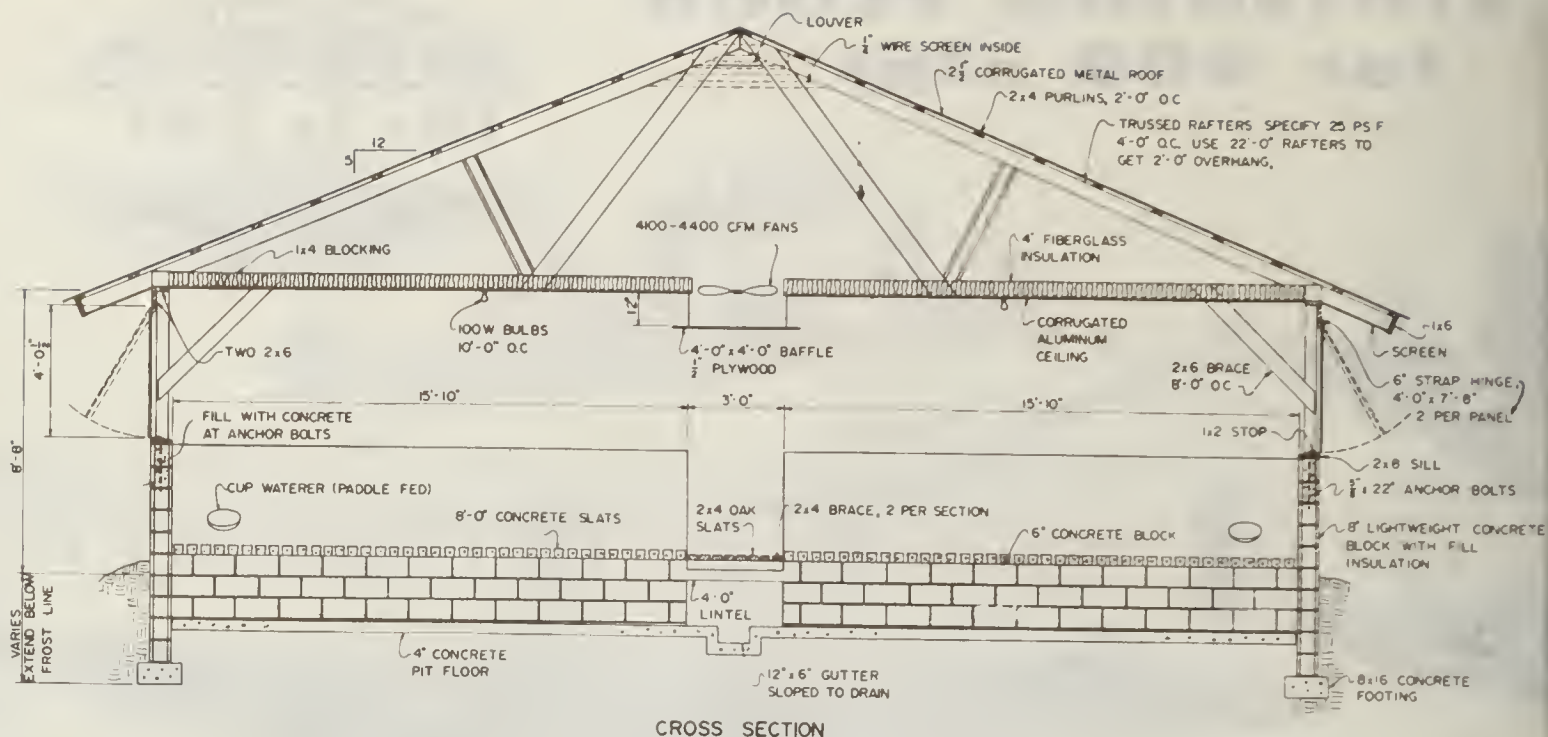 LOUVER
1/2" WIRE SCREEN INSIDE
2 1/2" CORRUGATED METAL ROOF
2x4 PURLINS, 2'-0" O.C
TRUSSED RAFTERS SPECIFY 25 PSF
4'-0" O.C. USE 22'-0" RAFTERS TO
GET 2'-0" OVERHANG.
12
5
1x4 BLOCKING
4100-4400 CFM FANS
4" FIBERGLASS
INSULATION
12"
100W BULBS
10'-0" O.C
4'-0" x 4'-0" BAFFLE
1/2" PLYWOOD
CORRUGATED
ALUMINUM
CEILING
1x6
SCREEN
TWO 2x6
4'-0 1/2"
2x6 BRACE
8'-0" OC
6" STRAP HINGE,
4'-0" x 7'-8"
2 PER PANEL
15'-10"
3'-0"
15'-10"
FILL WITH CONCRETE
AT ANCHOR BOLTS
1x2 STOP
8'-8"
2x8 SILL
5/8" x 22" ANCHOR BOLTS
CUP WATERER (PADDLE FED)
8'-0" CONCRETE SLATS
2x4 OAK
SLATS
2x4 BRACE, 2 PER SECTION
6" CONCRETE BLOCK
8" LIGHTWEIGHT CONCRETE
BLOCK WITH FILL
INSULATION
4'-0"
LINTEL
VARIES
EXTEND BELOW
FROST LINE
4" CONCRETE
PIT FLOOR
12" x 6" GUTTER
SLOPED TO DRAIN
8x16 CONCRETE
FOOTING
CROSS SECTION